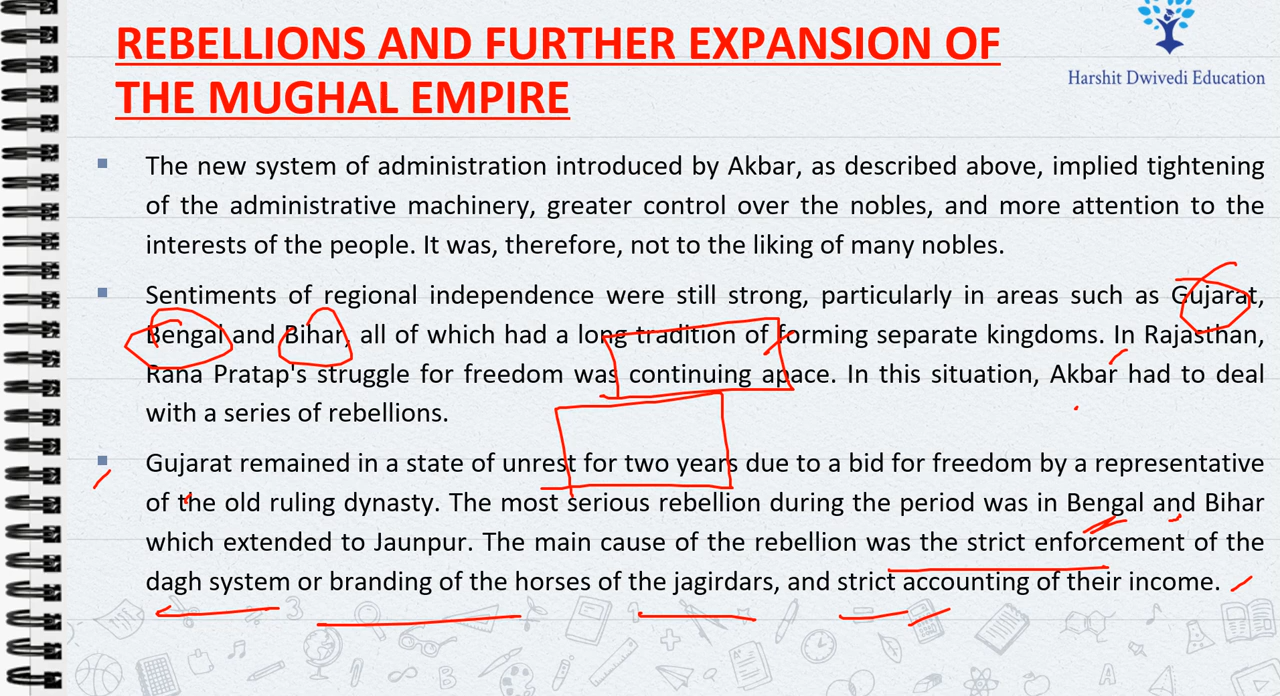 REBELLIONS AND FURTHER EXPANSION OF
THE MUGHAL EMPIRE
Harshit Dwivedi Education
The new system of administration introduced by Akbar, as described above, implied tightening
of the administrative machinery, greater control over the nobles, and more attention to the
interests of the people. It was, therefore, not to the liking of many nobles.
Sentiments of regional independence were still strong, particularly in areas such as Gujarat,
Bengal and Bihar, all of which had a long tradition of forming separate kingdoms. In Rajasthan,
Rana Pratap's struggle for freedom was continuing apace. In this situation, Akbar had to deal
with a series of rebellions.
Gujarat remained in a state of unrest for two years due to a bid for freedom by a representative
of the old ruling dynasty. The most serious rebellion during the period was in Bengal and Bihar
which extended to Jaunpur. The main cause of the rebellion was the strict enforcement of the
dagh system or branding of the horses of the jagirdars, and strict accounting of their income.